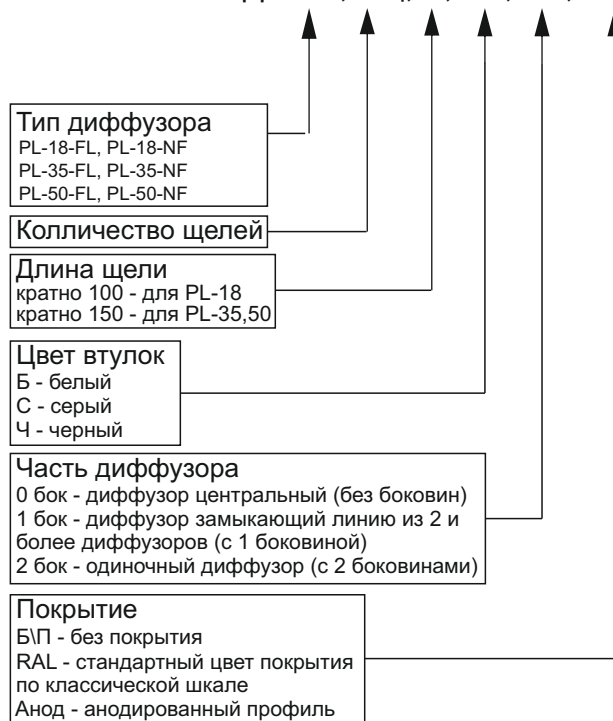 Тип диффузора
PL-18-FL, PL-18-NF
PL-35-FL, PL-35-NF
PL-50-FL, PL-50-NF
Колличество щелей
Длина щели
кратно 100 - для PL-18
кратно 150 - для PL-35,50
Цвет втулок
Б - белый
С - серый
Ч - черный
Часть диффузора
0 бок - диффузор центральный (без боковин)
1 бок - диффузор замыкающий линию из 2 и
более диффузоров (с 1 боковиной)
2 бок - одиночный диффузор (с 2 боковинами)
Покрытие
Б\П - без покрытия
RAL - стандартный цвет покрытия
по классической шкале
Анод - анодированный профиль